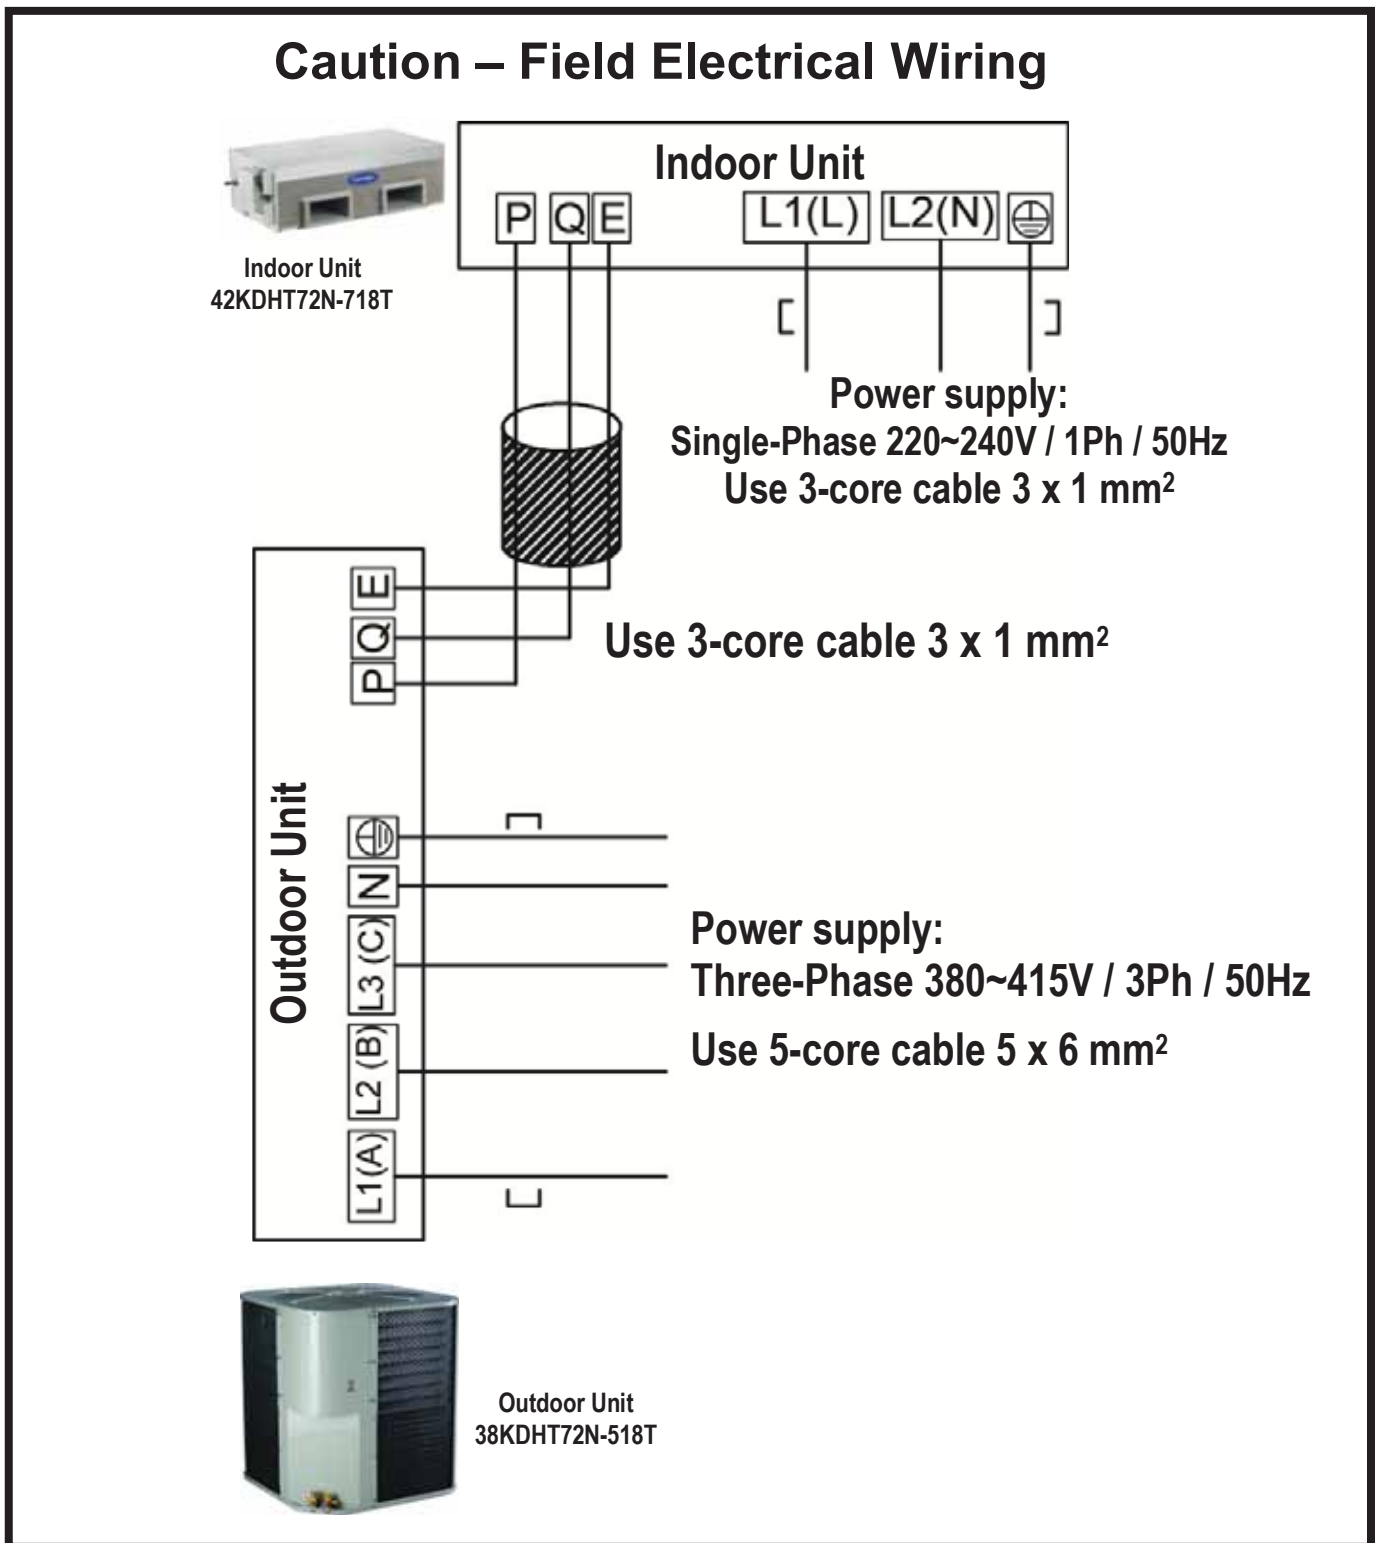 Caution – Field Electrical Wiring
Indoor Unit
P Q E L1(L) L2(N)
Indoor Unit
42KDHT72N-718T
Power supply:
Single-Phase 220~240V / 1Ph / 50Hz
Use 3-core cable 3 x 1 mm²
E
Q
P
Use 3-core cable 3 x 1 mm²
Outdoor Unit
N
L3 (C)
L2 (B)
L1(A)
Power supply:
Three-Phase 380~415V / 3Ph / 50Hz
Use 5-core cable 5 x 6 mm²
Outdoor Unit
38KDHT72N-518T